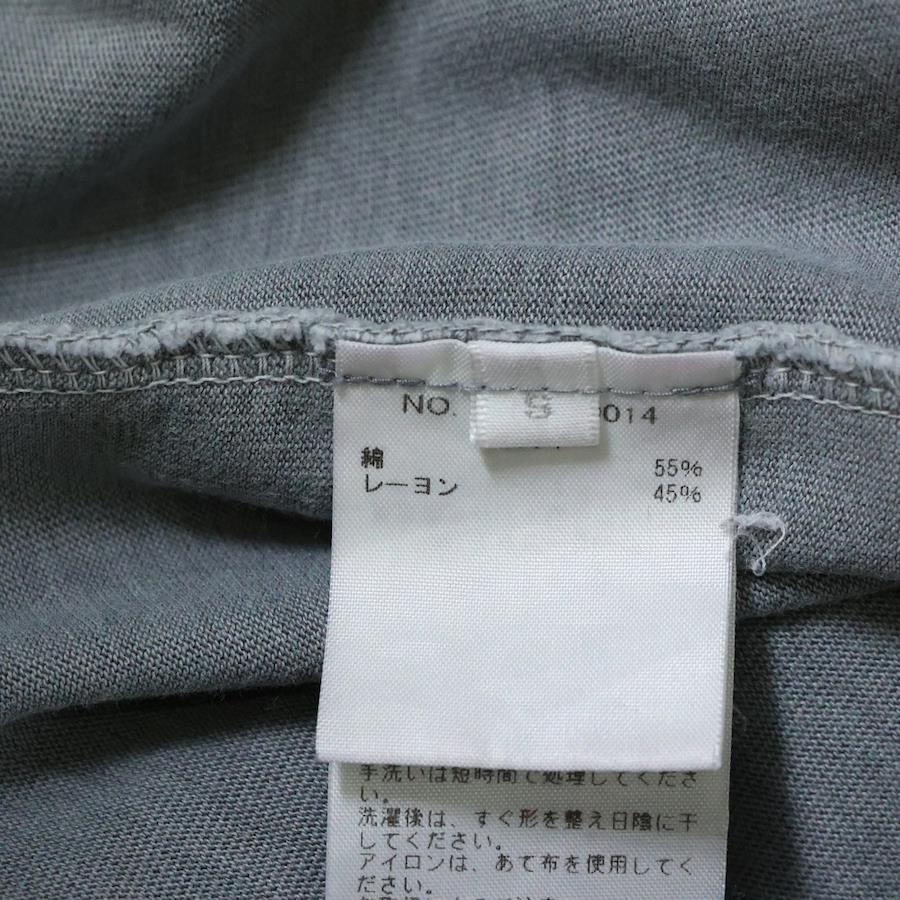 NO. S 0014
綿 55%
レーヨン 45%
手洗いは短時間で処理してくださ
い。
洗濯後は、すぐ形を整え日陰に干
してください。
アイロンは、あて布を使用してく
ださい。